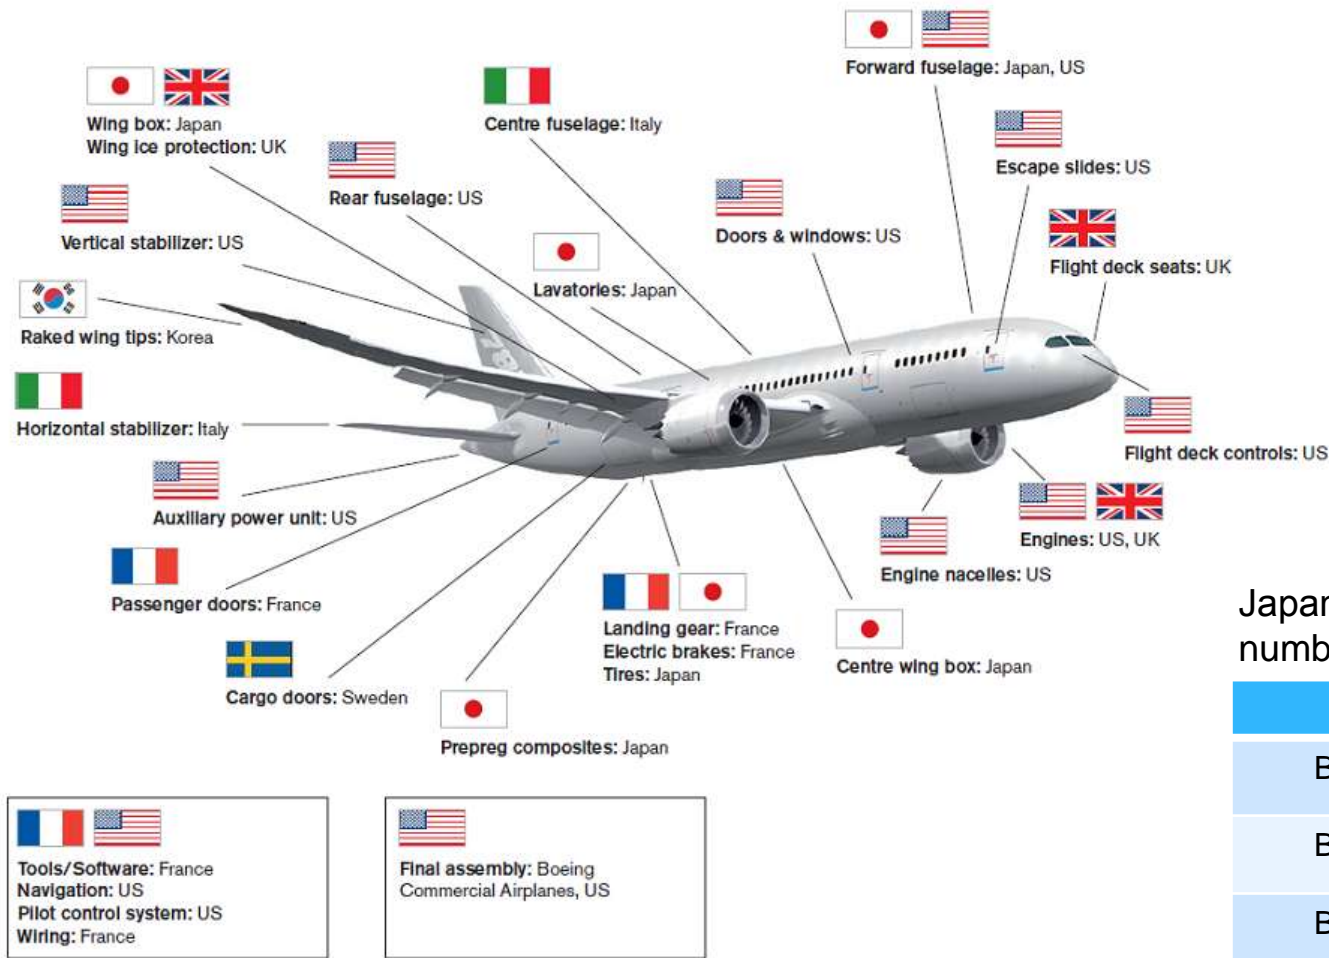 Forward fuselage: Japan, US
Wing box: Japan
Wing ice protection: UK
Centre fuselage: Italy
Escape slides: US
Rear fuselage: US
Vertical stabilizer: US
Doors & windows: US
Flight deck seats: UK
Lavatories: Japan
Raked wing tips: Korea
Horizontal stabilizer: Italy
Flight deck controls: US
Auxiliary power unit: US
Engines: US, UK
Engine nacelles: US
Passenger doors: France
Landing gear: France
Electric brakes: France
Tires: Japan
Centre wing box: Japan
Cargo doors: Sweden
Prepreg composites: Japan
Tools/Software: France
Navigation: US
Pilot control system: US
Wiring: France
Final assembly: Boeing
Commercial Airplanes, US
B
B
B